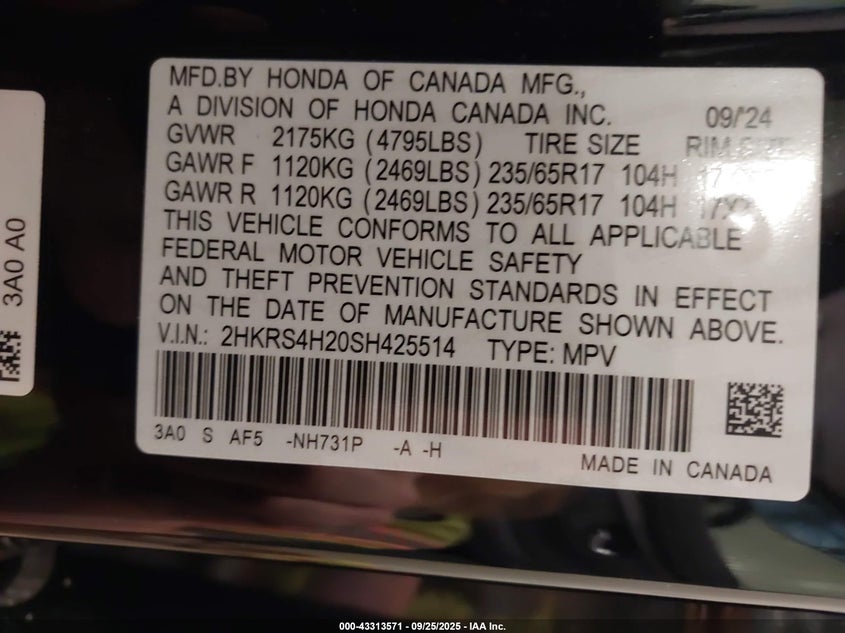 MFD.BY HONDA OF CANADA MFG.,
A DIVISION OF HONDA CANADA INC. 09/'24
GVWR 2175KG (4795LBS) TIRE SIZE RIM SIZE
GAWR F 1120KG (2469LBS) 235/65R17 104H
GAWR R 1120KG (2469LBS) 235/65R17 104H
THIS VEHICLE CONFORMS TO ALL APPLICABLE
FEDERAL MOTOR VEHICLE SAFETY
AND THEFT PREVENTION STANDARDS IN EFFECT
ON THE DATE OF MANUFACTURE SHOWN ABOVE.
V.I.N.: 2HKRS4H20SH425514 TYPE: MPV
3A0 S AF5 -NH731P -A -H
MADE IN CANADA
3A0 A0
000-43313571 - 09/25/2025 - IAA Inc.